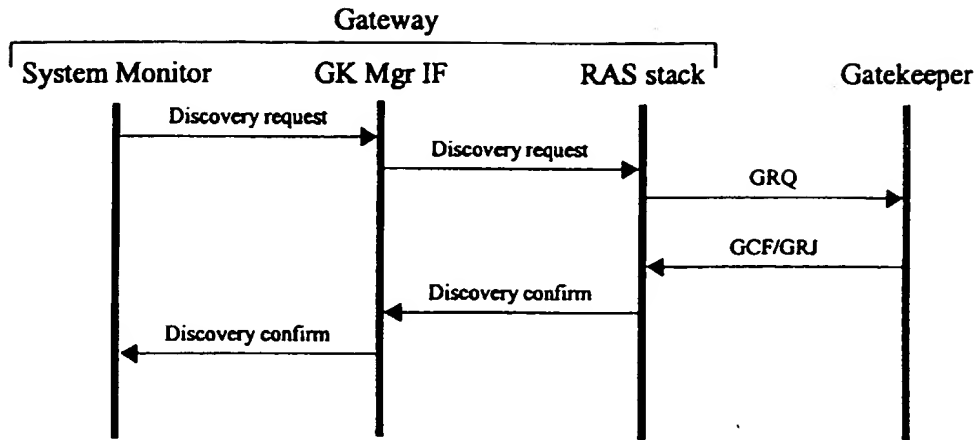 Gateway
System Monitor
GK Mgr IF
RAS stack
Gatekeeper
Discovery request
Discovery request
GRQ
GCF/GRJ
Discovery confirm
Discovery confirm